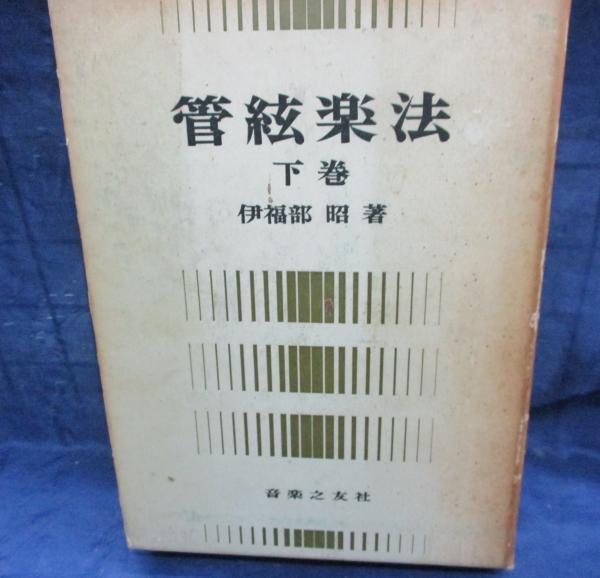 管絃楽法
下巻
伊福部 昭 著
音楽之友社